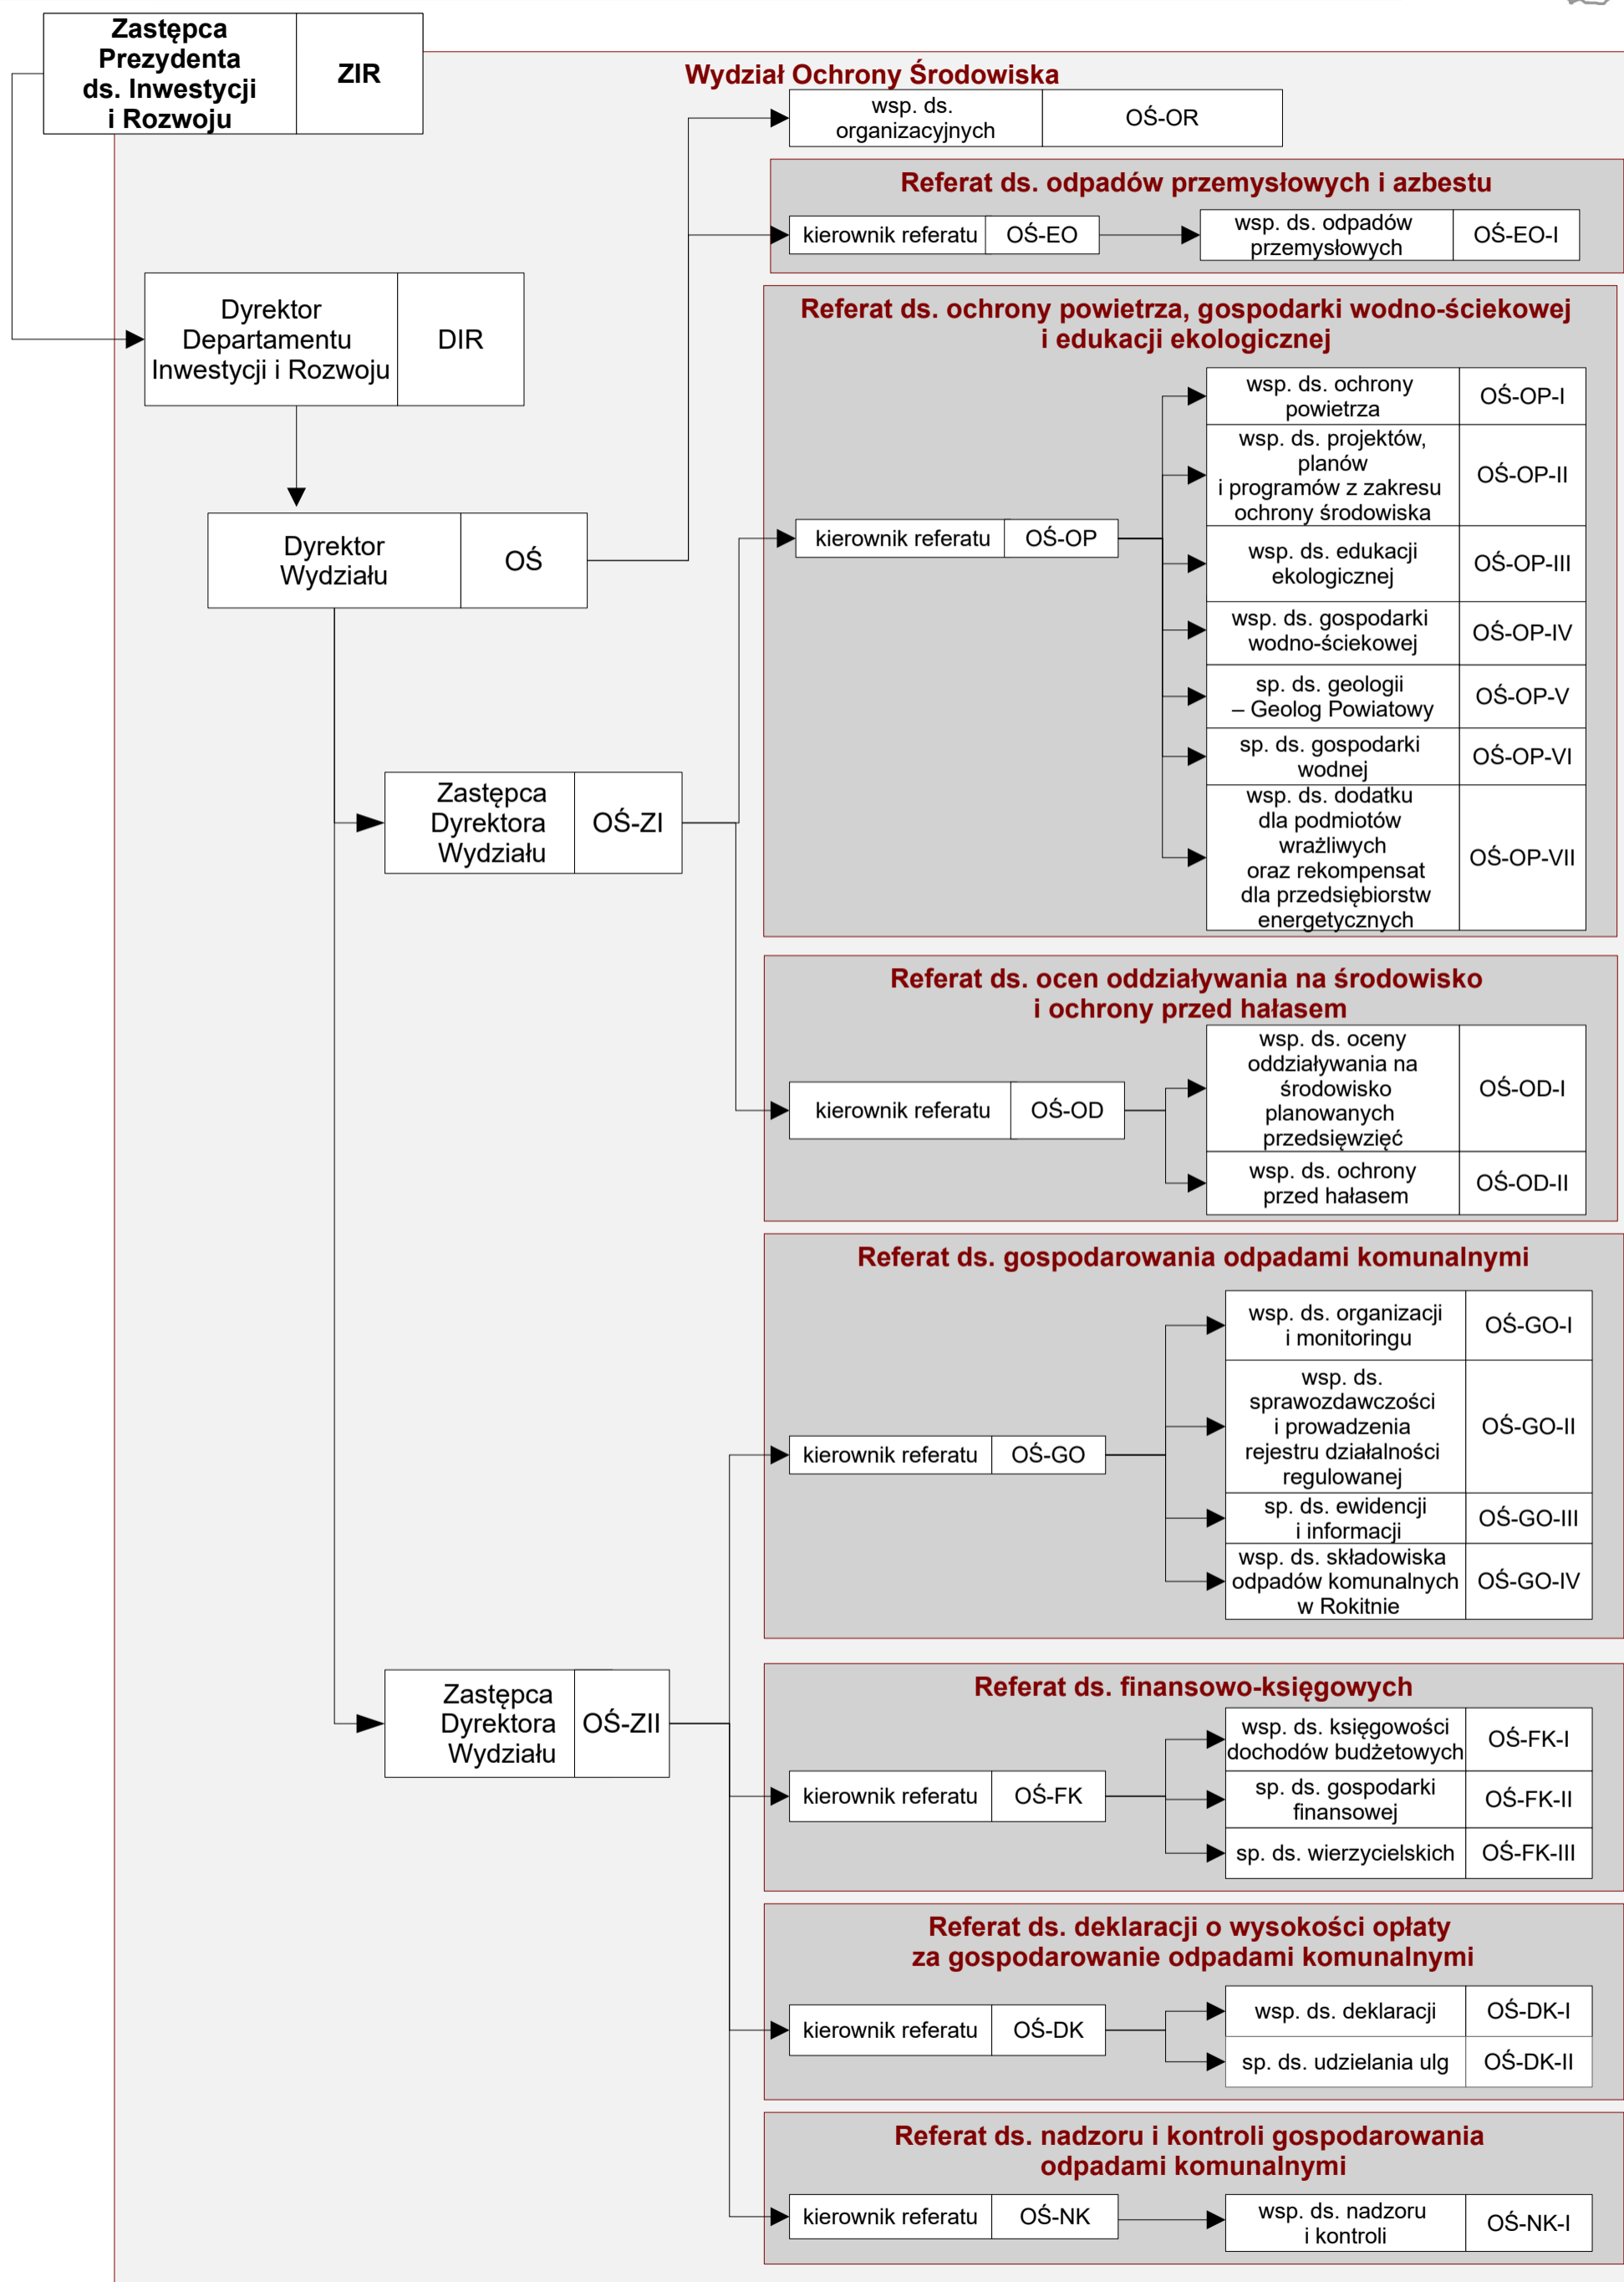 Zastępca
Prezydenta
ds. Inwestycji
i Rozwoju
ZIR
Wydział Ochrony Środowiska
wsp. ds.
organizacyjnych
OŚ-OR
Referat ds. odpadów przemysłowych i azbestu
kierownik referatu
OŚ-EO
wsp. ds. odpadów
przemysłowych
OŚ-EO-I
Dyrektor
Departamentu
Inwestycji i Rozwoju
DIR
Referat ds. ochrony powietrza, gospodarki wodno-ściekowej
i edukacji ekologicznej
wsp. ds. ochrony
powietrza
OŚ-OP-I
wsp. ds. projektów,
planów
i programów z zakresu
ochrony środowiska
OŚ-OP-II
Dyrektor
Wydziału
OŚ
kierownik referatu
OŚ-OP
wsp. ds. edukacji
ekologicznej
OŚ-OP-III
wsp. ds. gospodarki
wodno-ściekowej
OŚ-OP-IV
sp. ds. geologii
– Geolog Powiatowy
OŚ-OP-V
sp. ds. gospodarki
wodnej
OŚ-OP-VI
Zastępca
Dyrektora
Wydziału
OŚ-ZI
wsp. ds. dodatku
dla podmiotów
wrażliwych
oraz rekompensat
dla przedsiębiorstw
energetycznych
OŚ-OP-VII
Referat ds. ocen oddziaływania na środowisko
i ochrony przed hałasem
kierownik referatu
OŚ-OD
wsp. ds. oceny
oddziaływania na
środowisko
planowanych
przedsięwzięć
OŚ-OD-I
wsp. ds. ochrony
przed hałasem
OŚ-OD-II
Referat ds. gospodarowania odpadami komunalnymi
wsp. ds. organizacji
i monitoringu
OŚ-GO-I
kierownik referatu
OŚ-GO
wsp. ds.
sprawozdawczości
i prowadzenia
rejestru działalności
regulowanej
OŚ-GO-II
sp. ds. ewidencji
i informacji
OŚ-GO-III
wsp. ds. składowiska
odpadów komunalnych
w Rokitnie
OŚ-GO-IV
Zastępca
Dyrektora
Wydziału
OŚ-ZII
Referat ds. finansowo-księgowych
wsp. ds. księgowości
dochodów budżetowych
OŚ-FK-I
kierownik referatu
OŚ-FK
sp. ds. gospodarki
finansowej
OŚ-FK-II
sp. ds. wierzycielskich
OŚ-FK-III
Referat ds. deklaracji o wysokości opłaty
za gospodarowanie odpadami komunalnymi
kierownik referatu
OŚ-DK
wsp. ds. deklaracji
OŚ-DK-I
sp. ds. udzielania ulg
OŚ-DK-II
Referat ds. nadzoru i kontroli gospodarowania
odpadami komunalnymi
kierownik referatu
OŚ-NK
wsp. ds. nadzoru
i kontroli
OŚ-NK-I